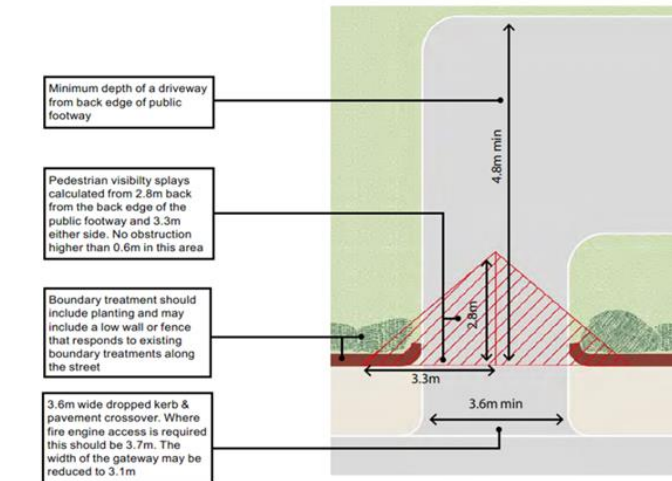 Minimum depth of a driveway
from back edge of public
footway
Pedestrian visibilty splays
calculated from 2.8m back
from the back edge of the
public footway and 3.3m
either side. No obstruction
higher than 0.6m in this area
Boundary treatment should
include planting and may
include a low wall or fence
that responds to existing
boundary treatments along
the street
3.6m wide dropped kerb &
pavement crossover. Where
fire engine access is required
this should be 3.7m. The
width of the gateway may be
reduced to 3.1m
4.8m min
2.8m
3.3m
3.6m min